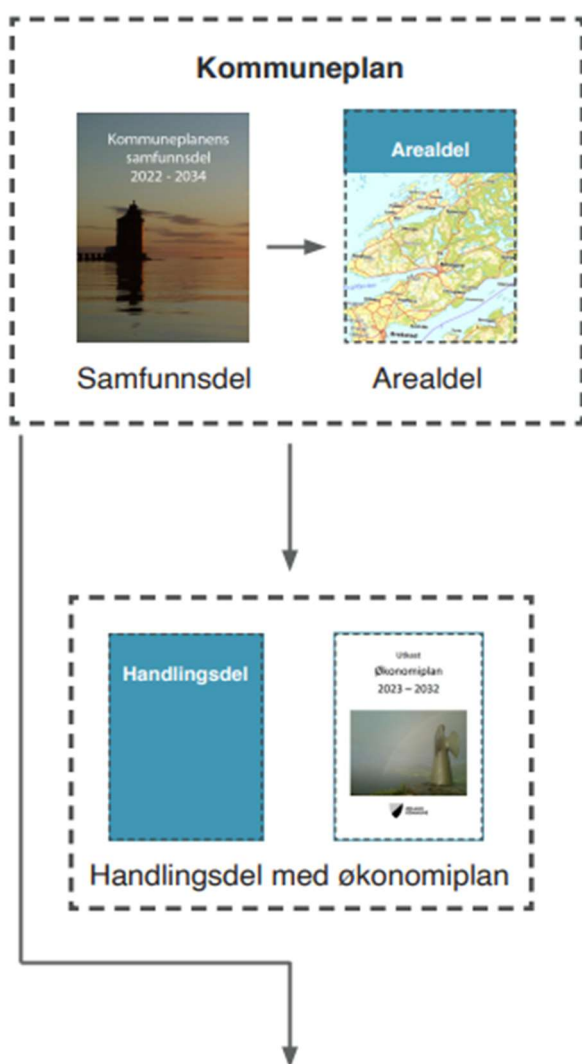 Kommuneplan
Kommuneplanens
samfunnsdel
2022 - 2034
Arealdel
Samfunnsdel
Arealdel
Handlingsdel
Utkast
Økonomiplan
2023 – 2032
Handlingsdel med økonomiplan